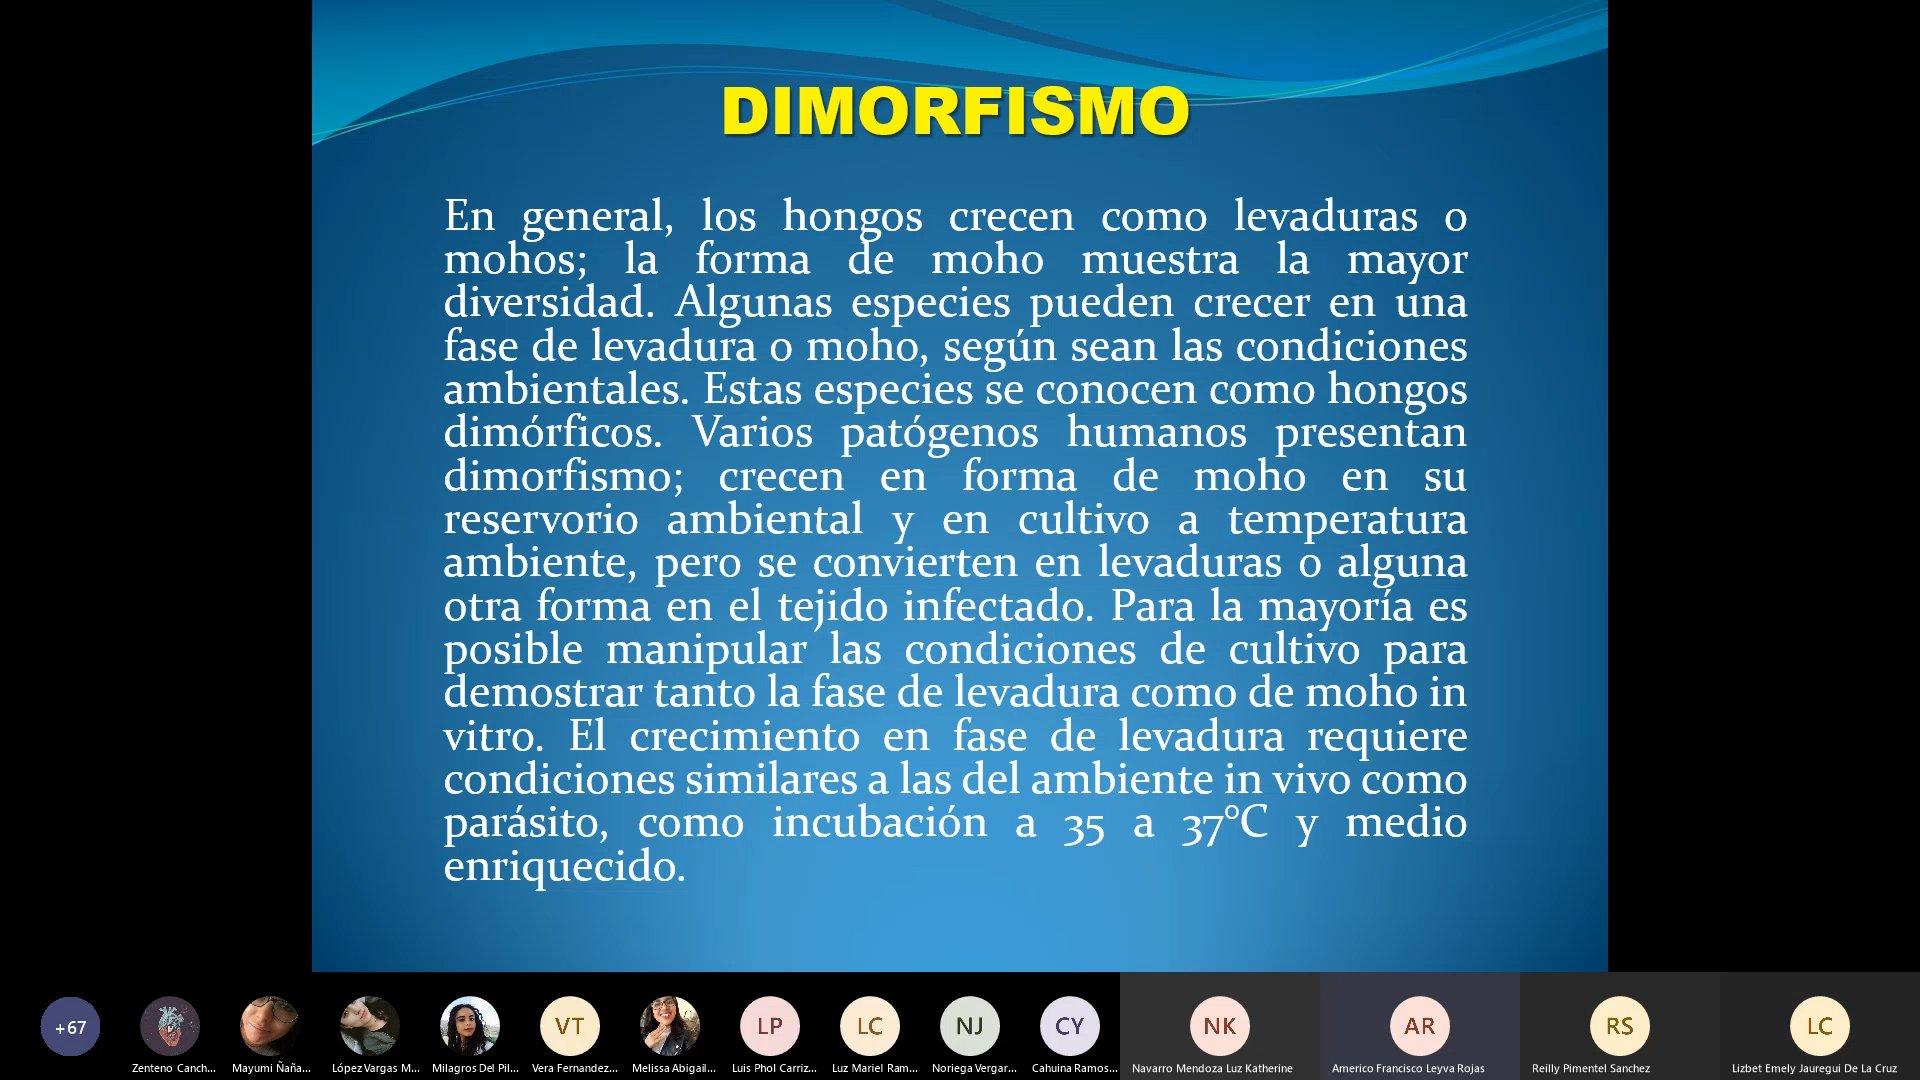 DIMORFISMO
En general, los hongos crecen como levaduras o
mohos; la forma de moho muestra la mayor
diversidad. Algunas especies pueden crecer en una
fase de levadura o moho, según sean las condiciones
ambientales. Estas especies se conocen como hongos
dimórficos. Varios patógenos humanos presentan
dimorfismo; crecen en forma de moho en su
reservorio ambiental y en cultivo a temperatura
ambiente, pero se convierten en levaduras o alguna
otra forma en el tejido infectado. Para la mayoría es
posible manipular las condiciones de cultivo para
demostrar tanto la fase de levadura como de moho in
vitro. El crecimiento en fase de levadura requiere
condiciones similares a las del ambiente in vivo como
parásito, como incubación a 35 a 37°C y medio
enriquecido.
+67
VT
LP
LC
NJ
CY
NK
AR
RS
LC
Zenteno Canch...
Mayumi Ñaña...
López Vargas M...
Milagros Del Pil...
Vera Fernandez...
Melissa Abigail...
Luis Phol Carriz...
Luz Mariel Ram...
Noriega Vergar...
Cahuina Ramos...
Navarro Mendoza Luz Katherine
Americo Francisco Leyva Rojas
Reilly Pimentel Sanchez
Lizbet Emely Jauregui De La Cruz